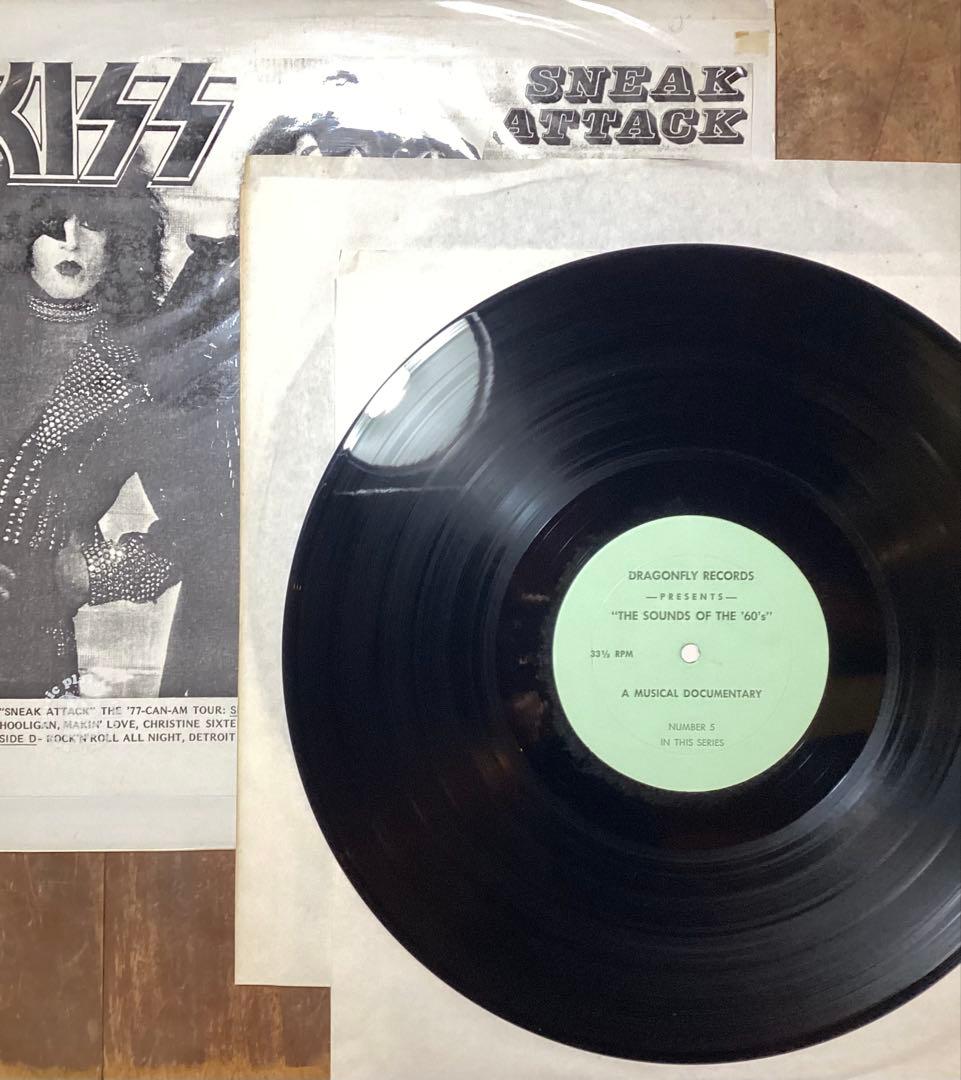 KISS
SNEAK
ATTACK
"SNEAK ATTACK" THE '77-CAN-AM TOUR: S
HOOLIGAN, MAKIN' LOVE, CHRISTINE SIXTE
SIDE D- ROCK'N'ROLL ALL NIGHT, DETROIT
DRAGONFLY RECORDS
—PRESENTS—
"THE SOUNDS OF THE '60's"
33⅓ RPM
A MUSICAL DOCUMENTARY
NUMBER 5
IN THIS SERIES